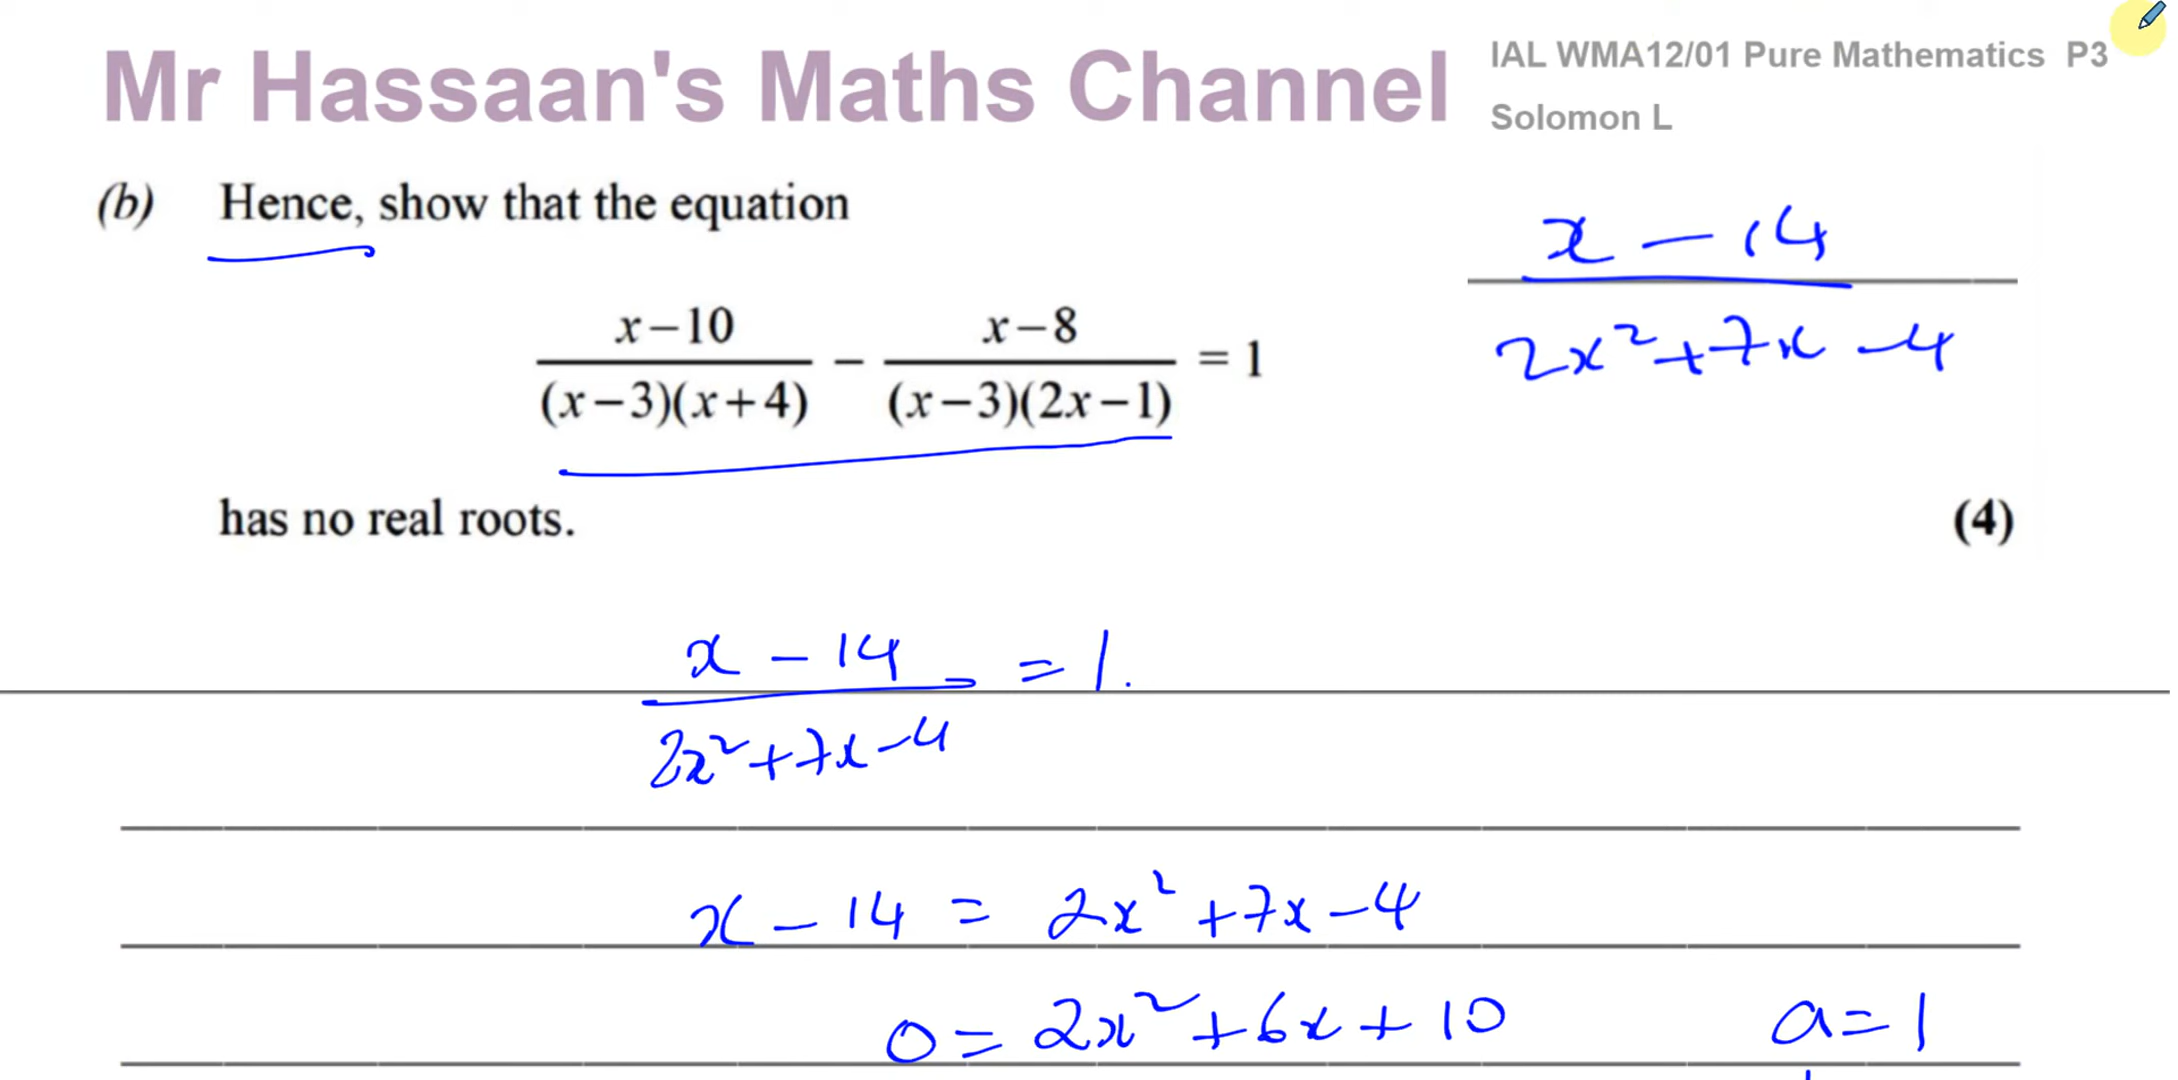 Mr Hassaan's Maths Channel
IAL WMA12/01 Pure Mathematics P3
Solomon L
(b) Hence, show that the equation
x − 14
2x² + 7x − 4
x−10 / (x−3)(x+4) − x−8 / (x−3)(2x−1) = 1
has no real roots. (4)
x − 14 / 2x² + 7x − 4 = 1.
x − 14 = 2x² + 7x − 4
0 = 2x² + 6x + 10 a = 1